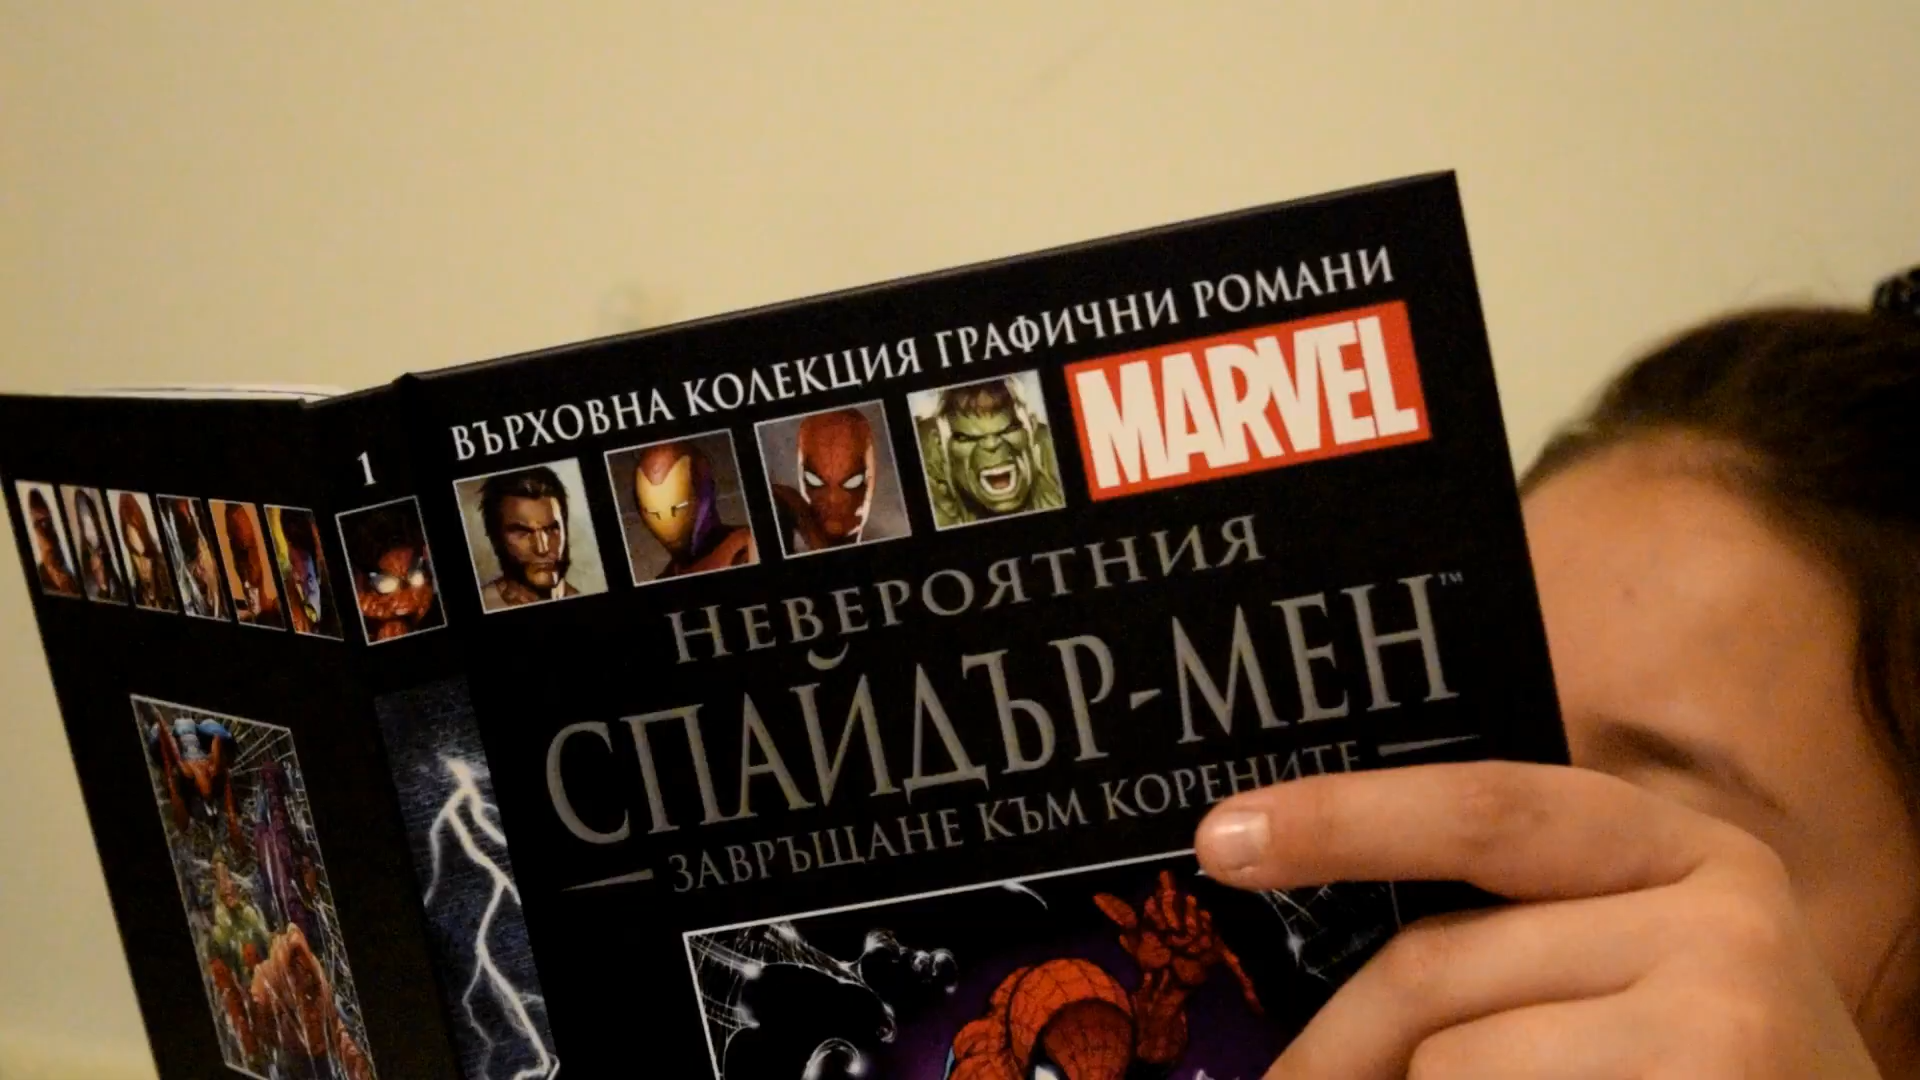 1
ВЪРХОВНА КОЛЕКЦИЯ ГРАФИЧНИ РОМАНИ
MARVEL
НЕВЕРОЯТНИЯ
СПАЙДЪР-МЕН™
ЗАВРЪЩАНЕ КЪМ КОРЕНИТЕ